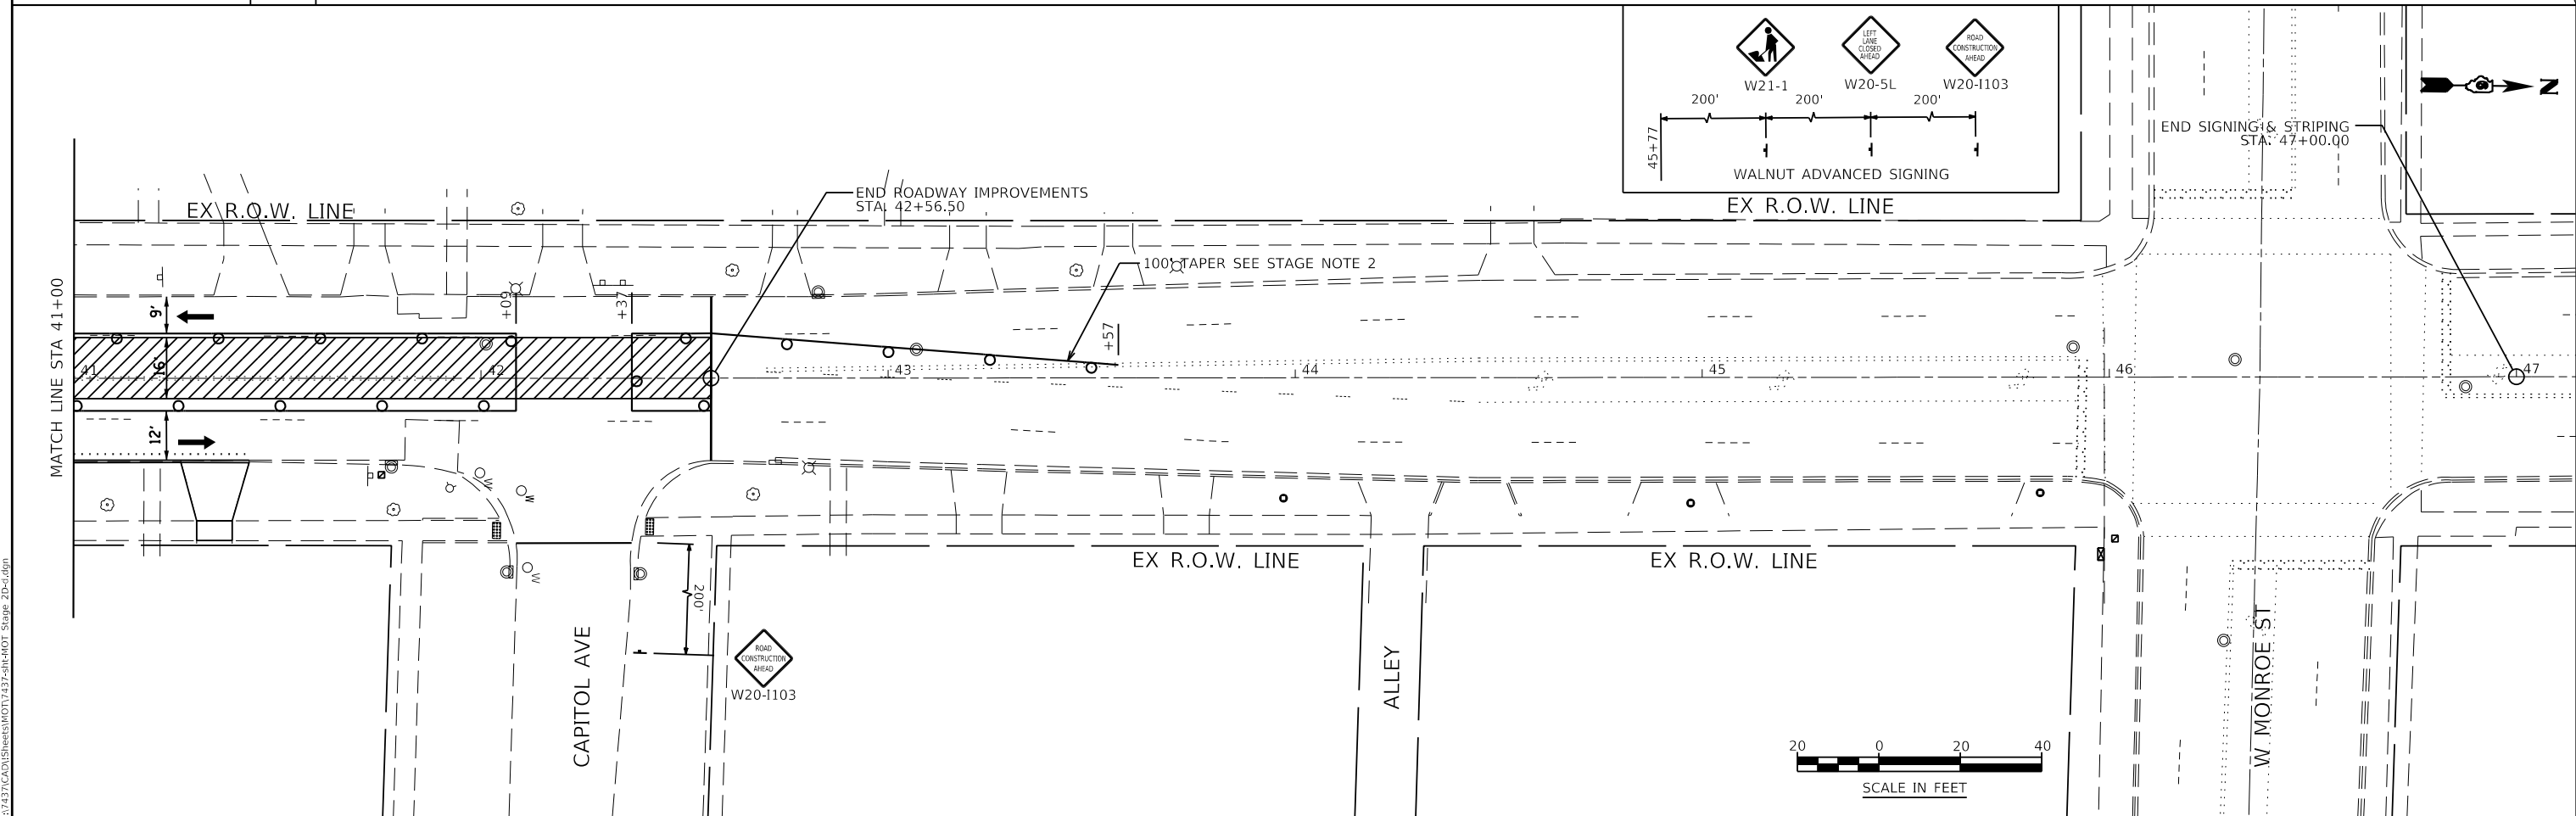 LEFT
LANE
CLOSED
AHEAD
ROAD
CONSTRUCTION
AHEAD
W21-1
W20-5L
W20-I103
200'
200'
200'
45+77
WALNUT ADVANCED SIGNING
N
END SIGNING & STRIPING
STA. 47+00.00
END ROADWAY IMPROVEMENTS
STA. 42+56.50
EX R.O.W. LINE
EX R.O.W. LINE
100' TAPER SEE STAGE NOTE 2
MATCH LINE STA 41+00
9'
+09
+37
+57
16'
41
42
43
44
45
46
47
12'
W
W
W
EX R.O.W. LINE
EX R.O.W. LINE
200'
CAPITOL AVE
ROAD
CONSTRUCTION
AHEAD
W20-I103
ALLEY
W MONROE ST
20 0 20 40
SCALE IN FEET